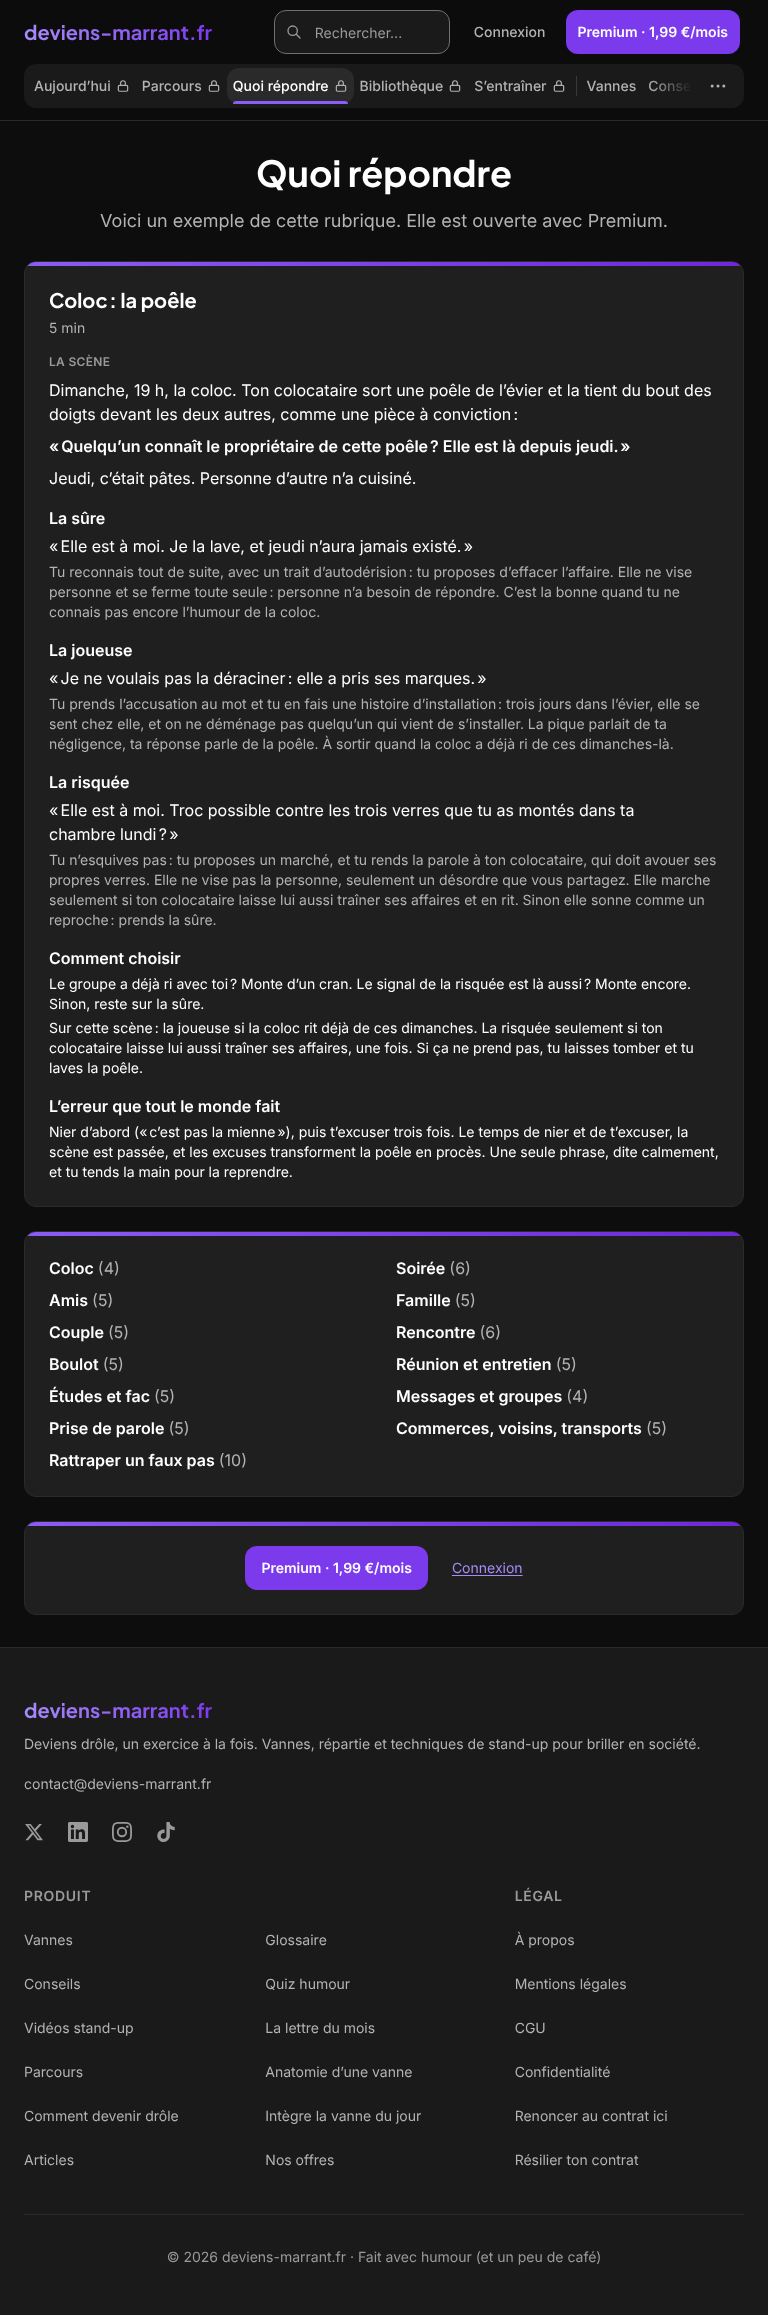 deviens-marrant.fr
Rechercher...
Connexion
Premium · 1,99 €/mois
Aujourd’hui
Parcours
Quoi répondre
Bibliothèque
S’entraîner
Vannes
Conse
Quoi répondre
Voici un exemple de cette rubrique. Elle est ouverte avec Premium.
Coloc : la poêle
5 min
LA SCÈNE
Dimanche, 19 h, la coloc. Ton colocataire sort une poêle de l’évier et la tient du bout des
doigts devant les deux autres, comme une pièce à conviction :
« Quelqu’un connaît le propriétaire de cette poêle ? Elle est là depuis jeudi. »
Jeudi, c’était pâtes. Personne d’autre n’a cuisiné.
La sûre
« Elle est à moi. Je la lave, et jeudi n’aura jamais existé. »
Tu reconnais tout de suite, avec un trait d’autodérision : tu proposes d’effacer l’affaire. Elle ne vise
personne et se ferme toute seule : personne n’a besoin de répondre. C’est la bonne quand tu ne
connais pas encore l’humour de la coloc.
La joueuse
« Je ne voulais pas la déraciner : elle a pris ses marques. »
Tu prends l’accusation au mot et tu en fais une histoire d’installation : trois jours dans l’évier, elle se
sent chez elle, et on ne déménage pas quelqu’un qui vient de s’installer. La pique parlait de ta
négligence, ta réponse parle de la poêle. À sortir quand la coloc a déjà ri de ces dimanches-là.
La risquée
« Elle est à moi. Troc possible contre les trois verres que tu as montés dans ta
chambre lundi ? »
Tu n’esquives pas : tu proposes un marché, et tu rends la parole à ton colocataire, qui doit avouer ses
propres verres. Elle ne vise pas la personne, seulement un désordre que vous partagez. Elle marche
seulement si ton colocataire laisse lui aussi traîner ses affaires et en rit. Sinon elle sonne comme un
reproche : prends la sûre.
Comment choisir
Le groupe a déjà ri avec toi ? Monte d’un cran. Le signal de la risquée est là aussi ? Monte encore.
Sinon, reste sur la sûre.
Sur cette scène : la joueuse si la coloc rit déjà de ces dimanches. La risquée seulement si ton
colocataire laisse lui aussi traîner ses affaires, une fois. Si ça ne prend pas, tu laisses tomber et tu
laves la poêle.
L’erreur que tout le monde fait
Nier d’abord (« c’est pas la mienne »), puis t’excuser trois fois. Le temps de nier et de t’excuser, la
scène est passée, et les excuses transforment la poêle en procès. Une seule phrase, dite calmement,
et tu tends la main pour la reprendre.
Coloc (4)
Soirée (6)
Amis (5)
Famille (5)
Couple (5)
Rencontre (6)
Boulot (5)
Réunion et entretien (5)
Études et fac (5)
Messages et groupes (4)
Prise de parole (5)
Commerces, voisins, transports (5)
Rattraper un faux pas (10)
Premium · 1,99 €/mois
Connexion
deviens-marrant.fr
Deviens drôle, un exercice à la fois. Vannes, répartie et techniques de stand-up pour briller en société.
contact@deviens-marrant.fr
PRODUIT
Vannes
Conseils
Vidéos stand-up
Parcours
Comment devenir drôle
Articles
Glossaire
Quiz humour
La lettre du mois
Anatomie d’une vanne
Intègre la vanne du jour
Nos offres
LÉGAL
À propos
Mentions légales
CGU
Confidentialité
Renoncer au contrat ici
Résilier ton contrat
© 2026 deviens-marrant.fr · Fait avec humour (et un peu de café)